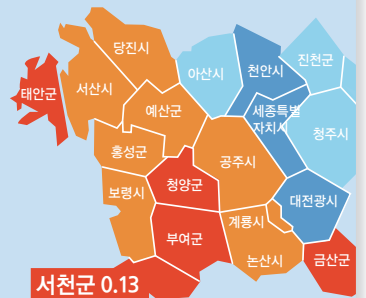 당진시
아산시
천안시
진천군
태안군
서산시
예산군
세종특별
자치시
청주시
홍성군
공주시
보령시
청양군
대전광시
부여군
계룡시
논산시
금산군
서천군 0.13